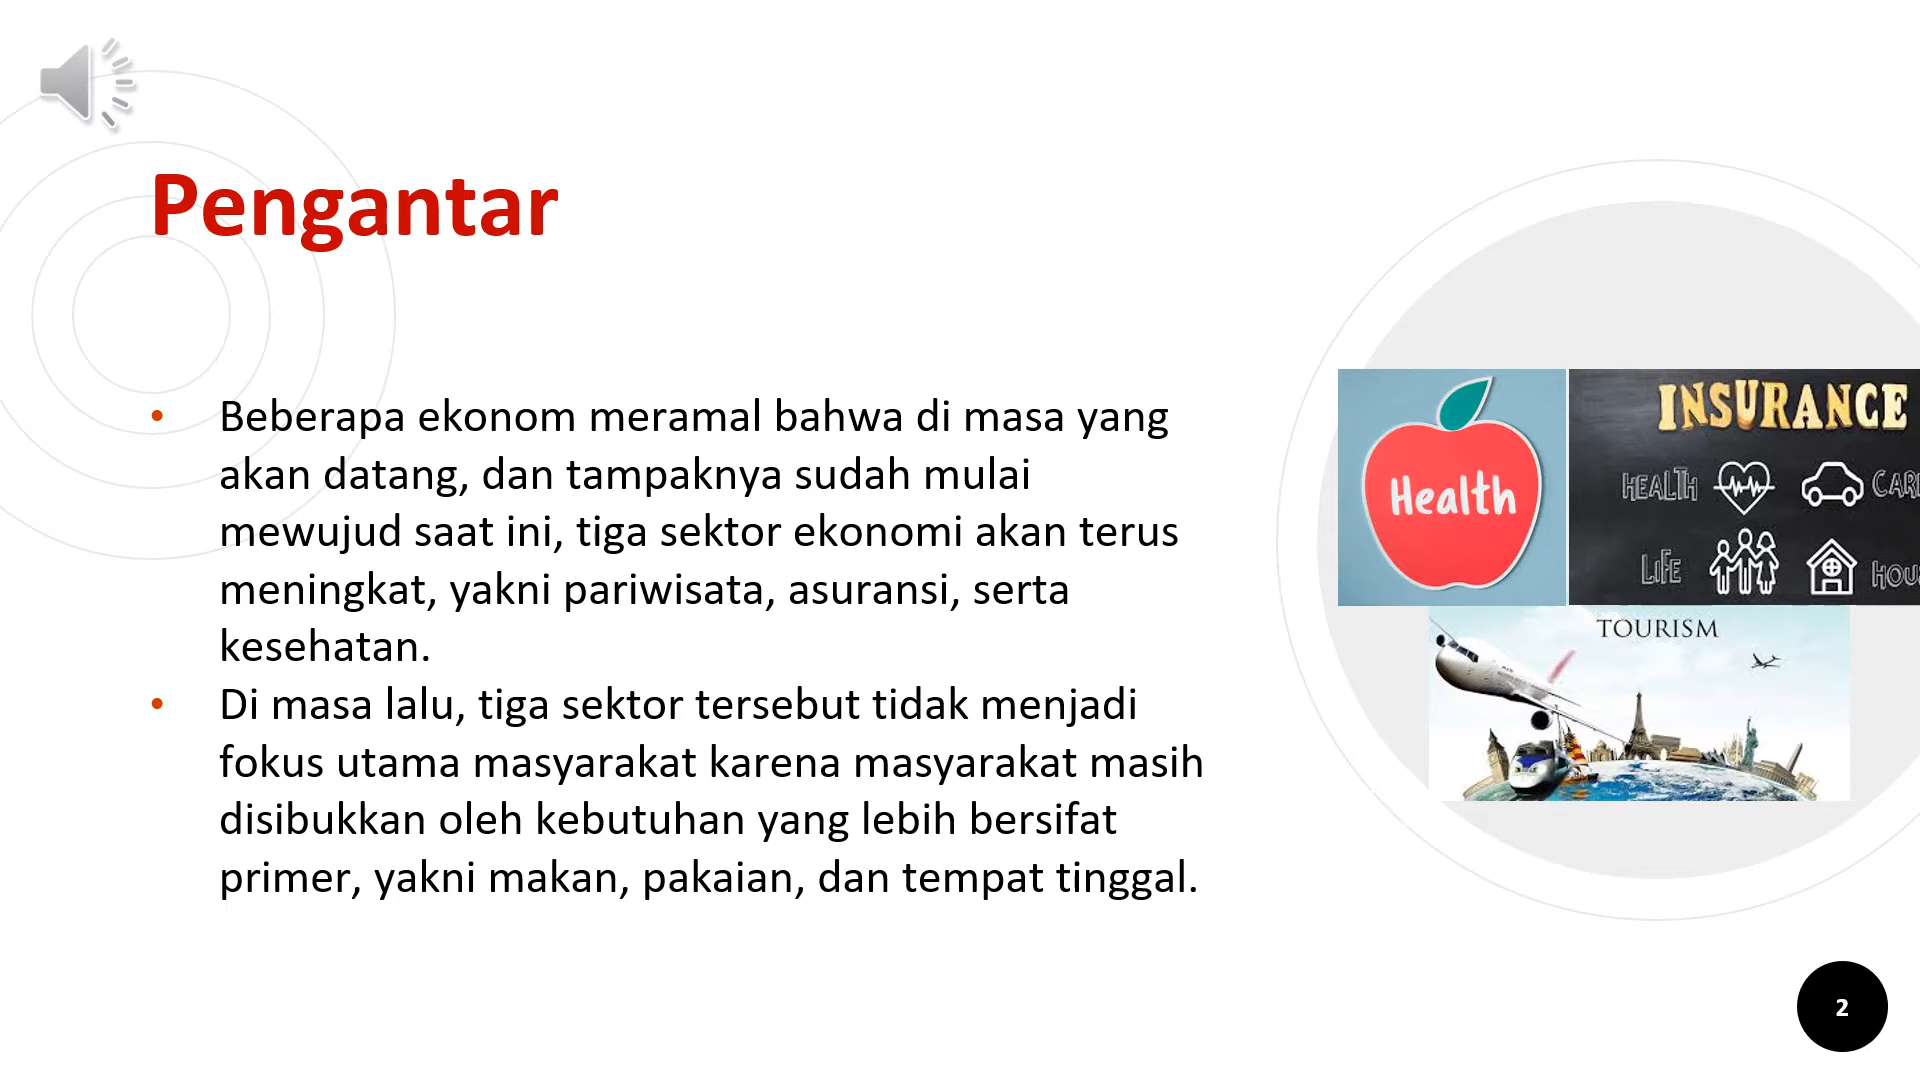 Pengantar
• Beberapa ekonom meramal bahwa di masa yang
akan datang, dan tampaknya sudah mulai
mewujud saat ini, tiga sektor ekonomi akan terus
meningkat, yakni pariwisata, asuransi, serta
kesehatan.
• Di masa lalu, tiga sektor tersebut tidak menjadi
fokus utama masyarakat karena masyarakat masih
disibukkan oleh kebutuhan yang lebih bersifat
primer, yakni makan, pakaian, dan tempat tinggal.
Health
INSURANCE
HEALTH CAR
LIFE HOU
TOURISM
2